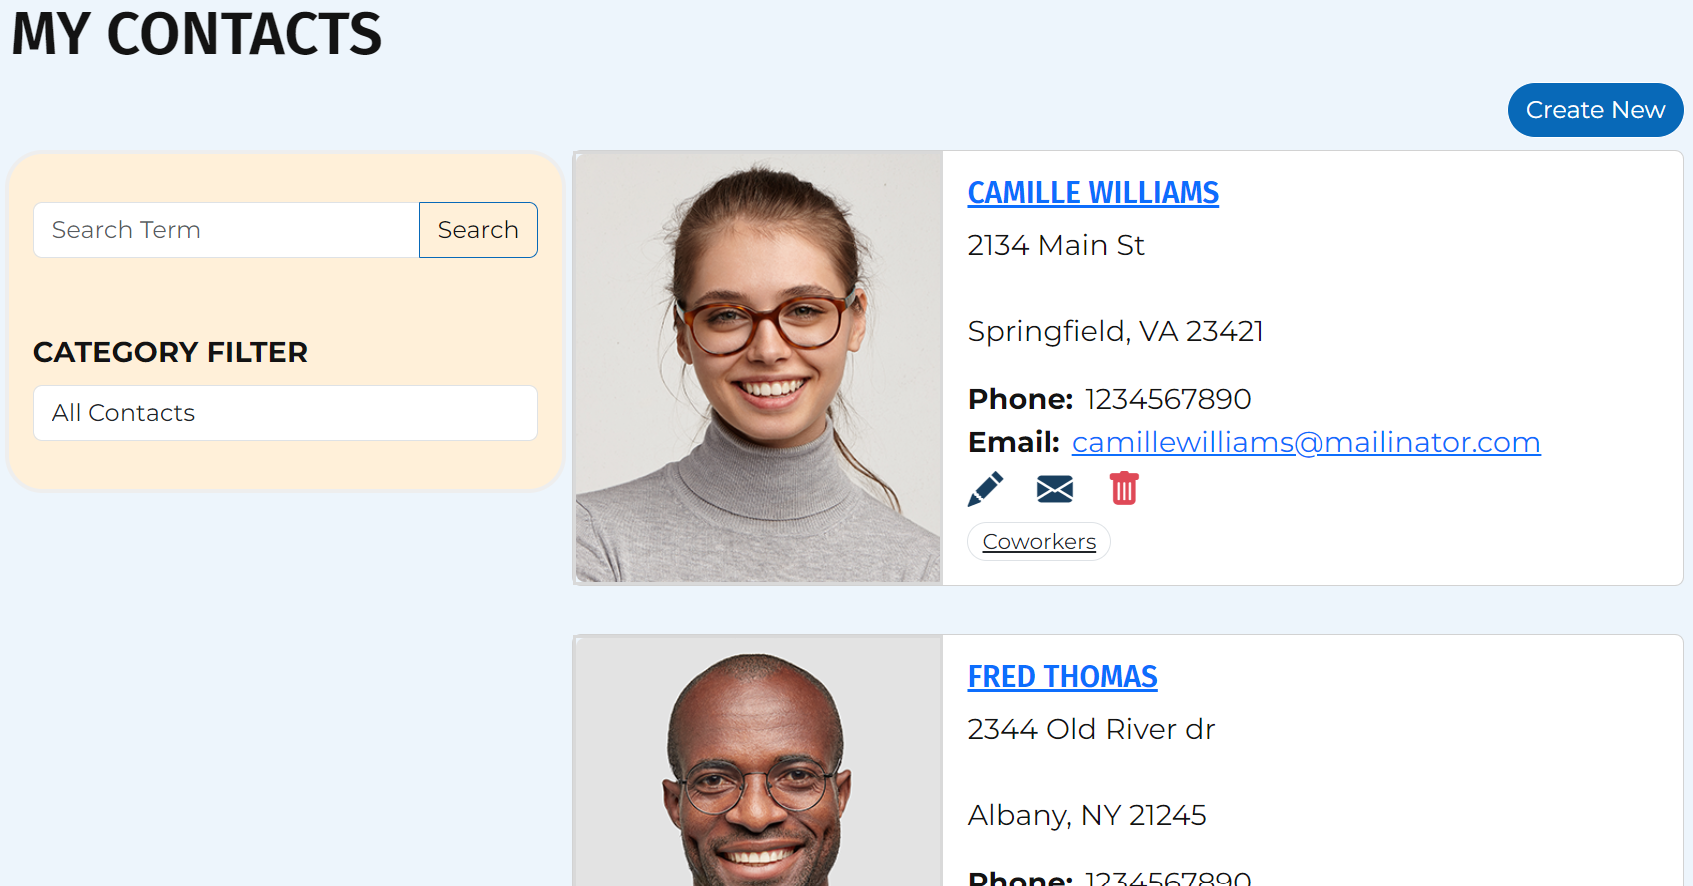 MY CONTACTS
Create New
Search Term
Search
CATEGORY FILTER
All Contacts
CAMILLE WILLIAMS
2134 Main St
Springfield, VA 23421
Phone: 1234567890
Email: camillewilliams@mailinator.com
Coworkers
FRED THOMAS
2344 Old River dr
Albany, NY 21245
Phone: 1234567890